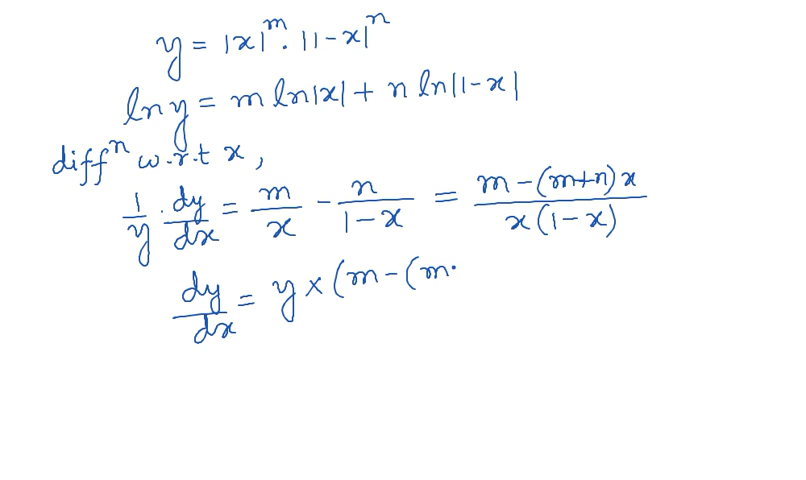 y = |x|^m . |1-x|^n
ln y = m ln|x| + n ln|1-x|
diff^n w.r.t x,
1/y . dy/dx = m/x - n/(1-x) = (m-(m+n)x)/(x(1-x))
dy/dx = y × (m-(m.